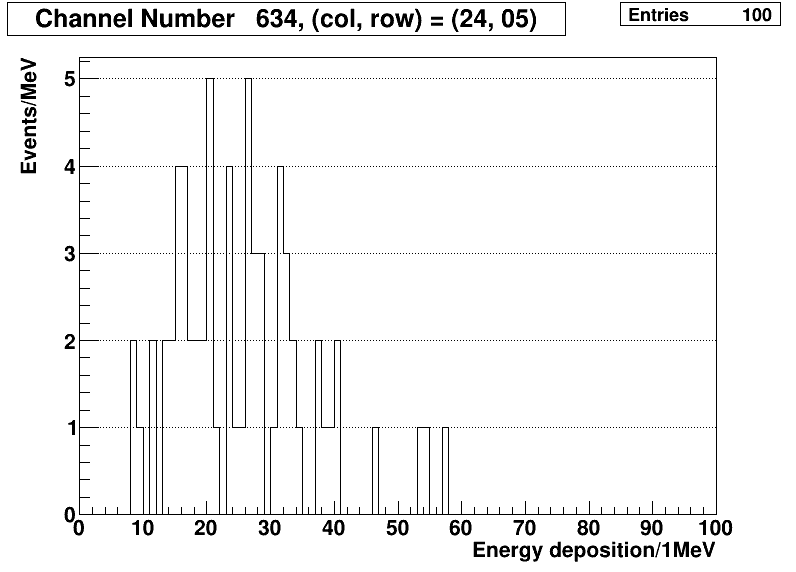 Channel Number 634, (col, row) = (24, 05)
Entries 100
Events/MeV
5
4
3
2
1
0
0 10 20 30 40 50 60 70 80 90 100
Energy deposition/1MeV